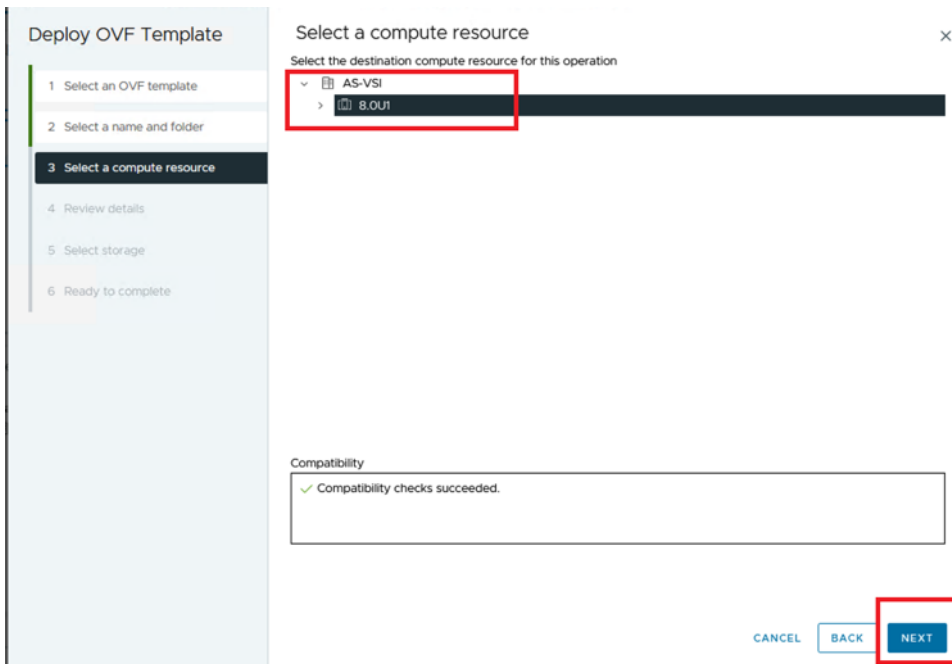 Deploy OVF Template
1 Select an OVF template
2 Select a name and folder
3 Select a compute resource
4 Review details
5 Select storage
6 Ready to complete
Select a compute resource
Select the destination compute resource for this operation
AS-VSI
8.0U1
Compatibility
Compatibility checks succeeded.
CANCEL BACK NEXT